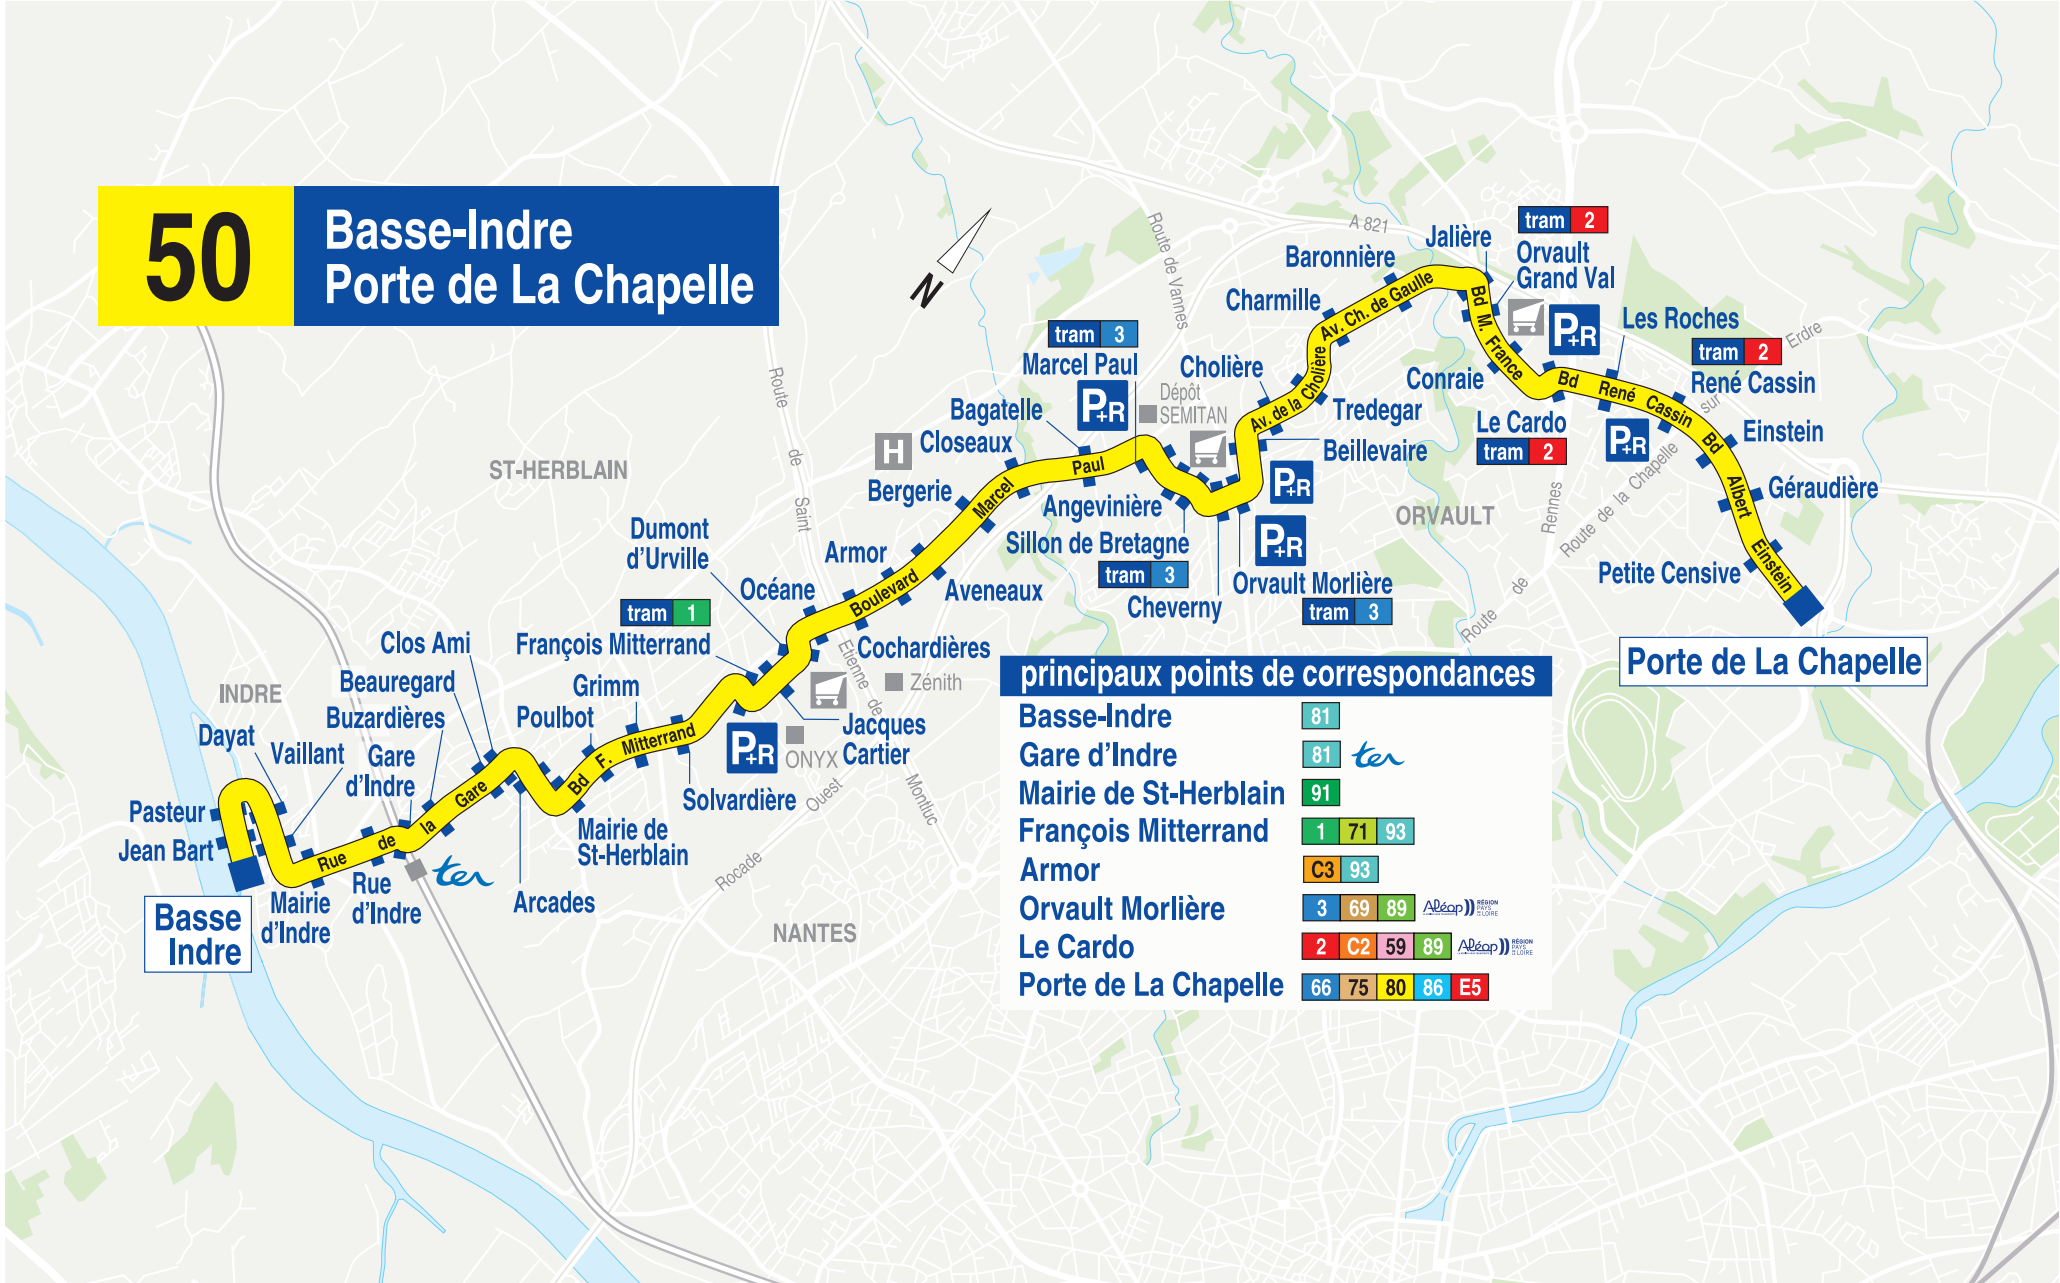 50
Basse-Indre
Porte de La Chapelle
N
A 821
Route de Vannes
Route
de
Saint
Etienne de
Montluc
Rocade
Ouest
Route
de
Rennes
Route de la Chapelle
sur
Erdre
ST-HERBLAIN
INDRE
NANTES
ORVAULT
Dépôt
SEMITAN
Zénith
ONYX
H
Basse
Indre
Jean Bart
Pasteur
Dayat
Vaillant
Mairie
d'Indre
Rue
d'Indre
Gare
d'Indre
ter
Buzardières
Beauregard
Clos Ami
Arcades
Mairie de
St-Herblain
Poulbot
Grimm
Solvardière
P+R
tram 1
François Mitterrand
Jacques
Cartier
Dumont
d'Urville
Océane
Cochardières
Armor
Aveneaux
Bergerie
Closeaux
Bagatelle
tram 3
Marcel Paul
P+R
Angevinière
Sillon de Bretagne
tram 3
Cheverny
Orvault Morlière
tram 3
P+R
P+R
Beillevaire
Cholière
Tredegar
Charmille
Baronnière
Jalière
tram 2
Orvault
Grand Val
P+R
Conraie
Le Cardo
tram 2
Les Roches
P+R
tram 2
René Cassin
Einstein
Géraudière
Petite Censive
Porte de La Chapelle
Rue de la Gare
Bd F. Mitterrand
Boulevard Marcel Paul
Av. de la Cholière
Av. Ch. de Gaulle
Bd M. France
Bd René Cassin
Bd Albert Einstein
principaux points de correspondances
Basse-Indre 81
Gare d'Indre 81 ter
Mairie de St-Herblain 91
François Mitterrand 1 71 93
Armor C3 93
Orvault Morlière 3 69 89 Aléop RÉGION PAYS DE LA LOIRE
Le Cardo 2 C2 59 89 Aléop RÉGION PAYS DE LA LOIRE
Porte de La Chapelle 66 75 80 86 E5